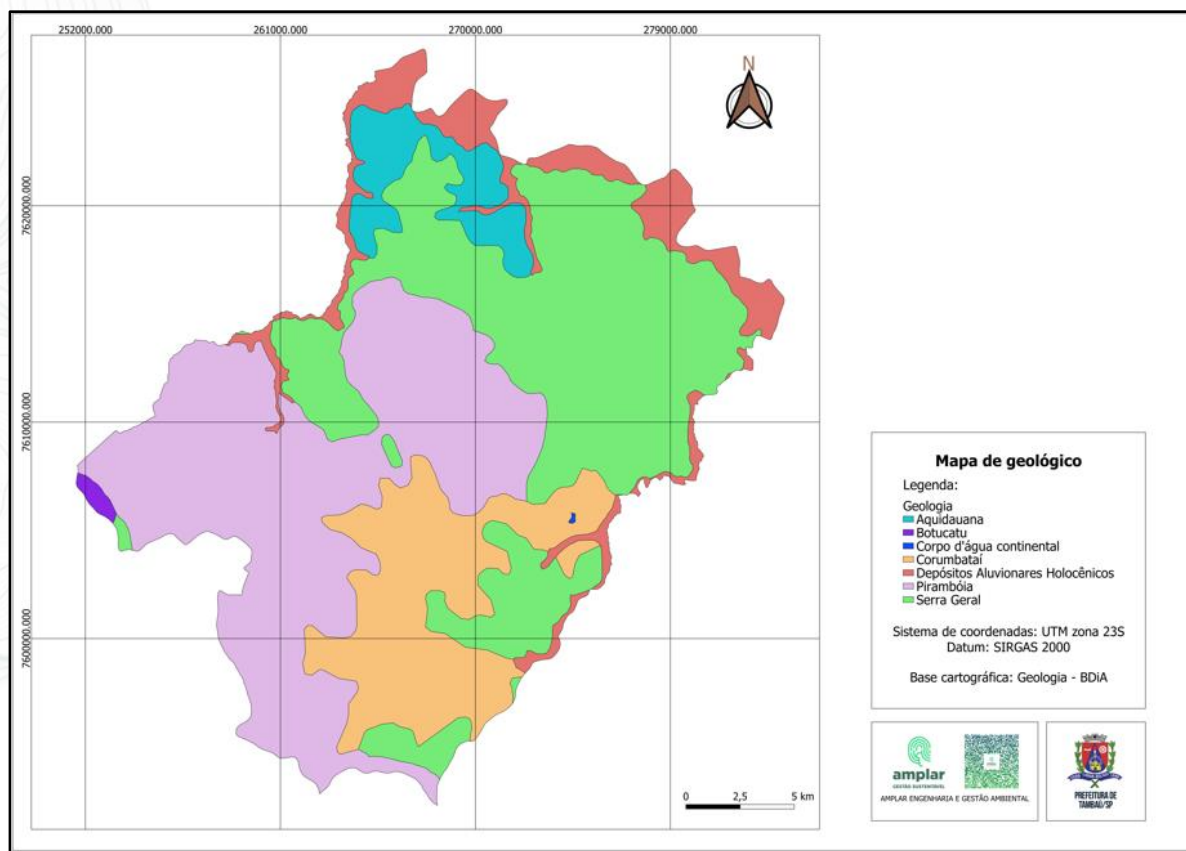 252000.000
261000.000
270000.000
279000.000
N
7620000.000
7610000.000
7600000.000
0
2,5
5 km
Mapa de geológico
Legenda:
Geologia
Aquidauana
Botucatu
Corpo d'água continental
Corumbataí
Depósitos Aluvionares Holocênicos
Pirambóia
Serra Geral
Sistema de coordenadas: UTM zona 23S
Datum: SIRGAS 2000
Base cartográfica: Geologia - BDiA
amplar
GESTÃO SUSTENTÁVEL
AMPLAR ENGENHARIA E GESTÃO AMBIENTAL
PREFEITURA DE
TAMBAÚ/SP